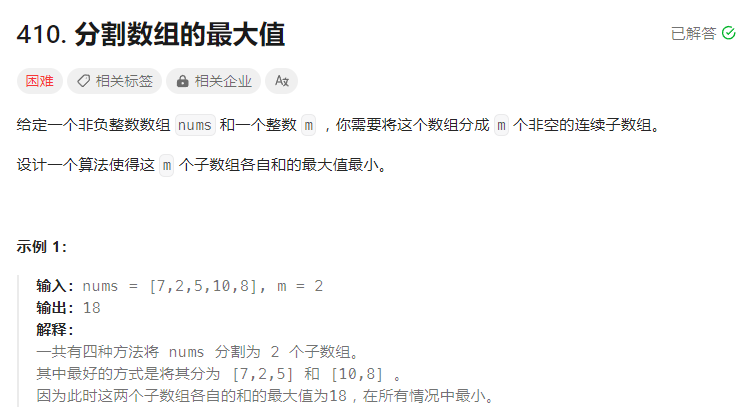 410. 分割数组的最大值
已解答
困难 相关标签 相关企业 A文
给定一个非负整数数组 nums 和一个整数 m ，你需要将这个数组分成 m 个非空的连续子数组。
设计一个算法使得这 m 个子数组各自和的最大值最小。
示例 1：
输入：nums = [7,2,5,10,8], m = 2
输出：18
解释：
一共有四种方法将 nums 分割为 2 个子数组。
其中最好的方式是将其分为 [7,2,5] 和 [10,8] 。
因为此时这两个子数组各自的和的最大值为18，在所有情况中最小。